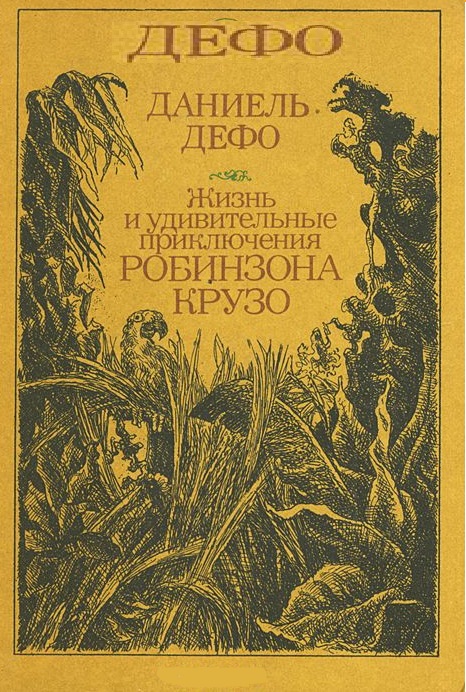 ДЕФО
ДАНИЕЛЬ
ДЕФО
Жизнь
и удивительные
приключения
РОБИНЗОНА
КРУЗО